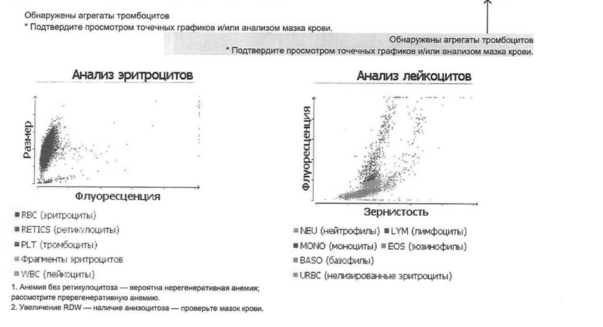 Обнаружены агрегаты тромбоцитов
* Подтвердите просмотром точечных графиков и/или анализом мазка крови.
Обнаружены агрегаты тромбоцитов
* Подтвердите просмотром точечных графиков и/или анализом мазка крови.
Анализ эритроцитов
Размер
Флуоресценция
RBC (эритроциты)
RETICS (ретикулоциты)
PLT (тромбоциты)
Фрагменты эритроцитов
WBC (лейкоциты)
Анализ лейкоцитов
Флуоресценция
Зернистость
NEU (нейтрофилы) LYM (лимфоциты)
MONO (моноциты) EOS (эозинофилы)
BASO (базофилы)
URBC (нелизированные эритроциты)
1. Анемия без ретикулоцитоза — вероятна нерегенеративная анемия;
рассмотрите пререгенеративную анемию.
2. Увеличение RDW — наличие анизоцитоза — проверьте мазок крови.